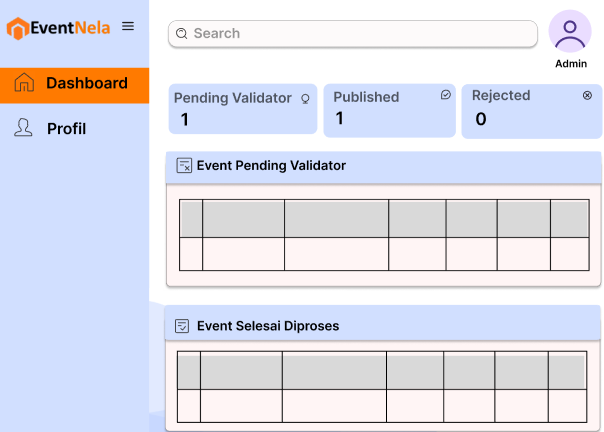 EventNela
Search
Admin
Dashboard
Profil
Pending Validator
1
Published
1
Rejected
0
Event Pending Validator
Event Selesai Diproses